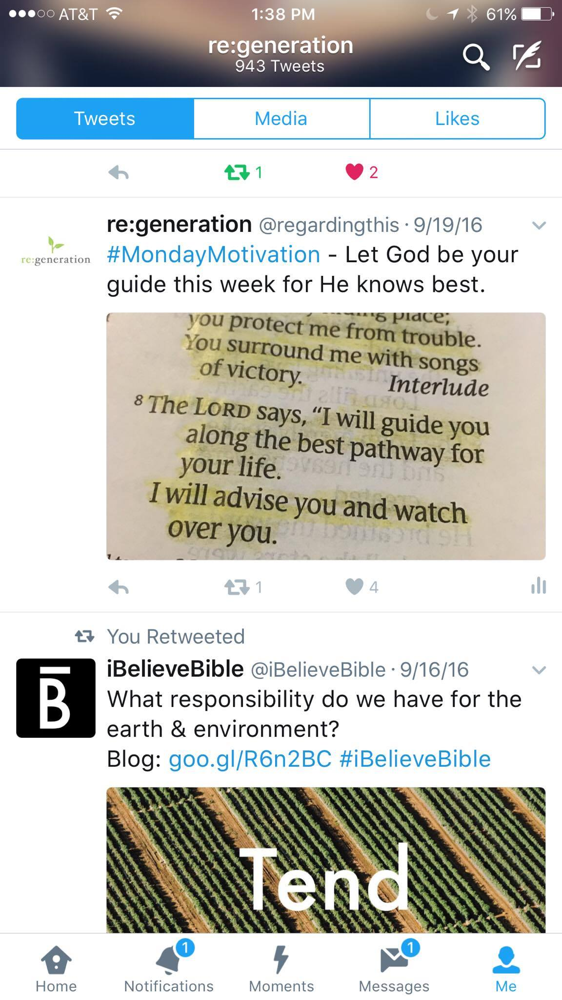 AT&T 1:38 PM 61%
re:generation
943 Tweets
Tweets Media Likes
1 2
re:generation @regardingthis · 9/19/16
re:generation
#MondayMotivation - Let God be your
guide this week for He knows best.
place;
you protect me from trouble.
You surround me with songs
of victory.
Interlude
8 The LORD says, “I will guide you
along the best pathway for
your life.
I will advise you and watch
over you.
1 4
You Retweeted
B
iBelieveBible @iBelieveBible · 9/16/16
What responsibility do we have for the
earth & environment?
Blog: goo.gl/R6n2BC #iBelieveBible
Tend
1 1
Home Notifications Moments Messages Me